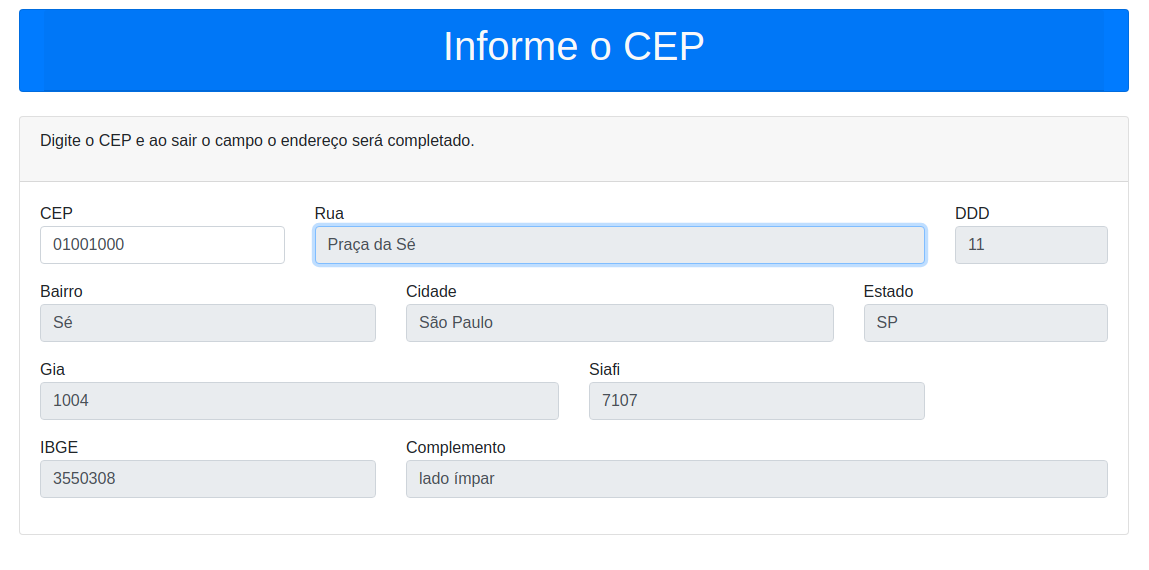 Informe o CEP
Digite o CEP e ao sair o campo o endereço será completado.
CEP Rua DDD
01001000 Praça da Sé 11
Bairro Cidade Estado
Sé São Paulo SP
Gia Siafi
1004 7107
IBGE Complemento
3550308 lado ímpar